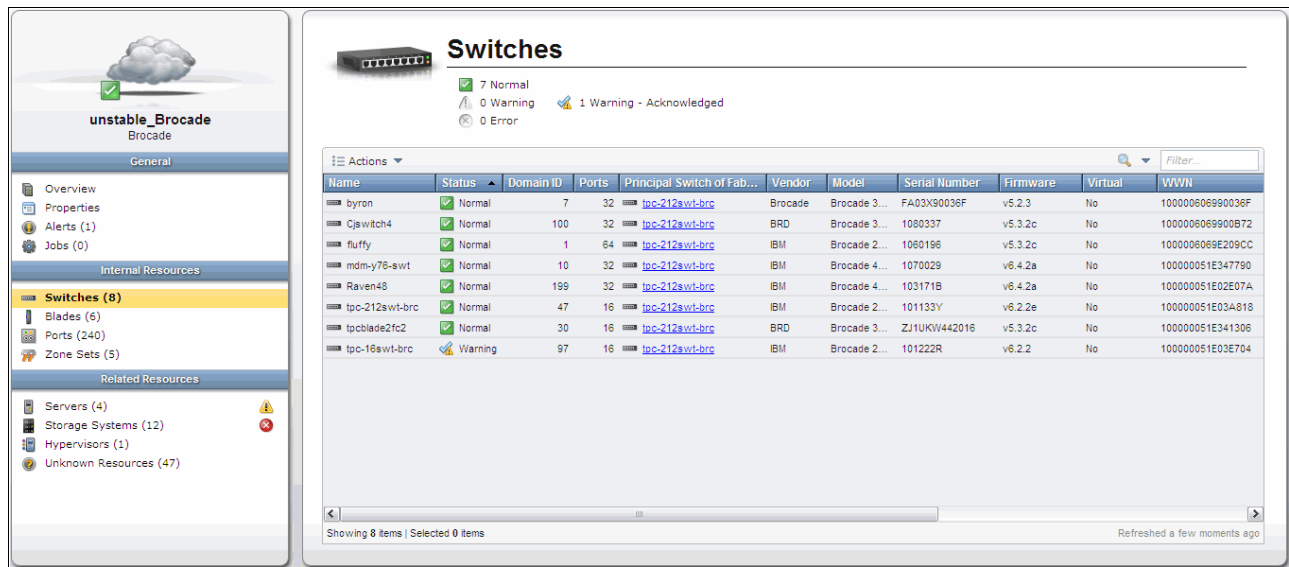 unstable_Brocade
Brocade
General
Overview
Properties
Alerts (1)
Jobs (0)
Internal Resources
Switches (8)
Blades (6)
Ports (240)
Zone Sets (5)
Related Resources
Servers (4)
Storage Systems (12)
Hypervisors (1)
Unknown Resources (47)
Switches
7 Normal
0 Warning 1 Warning - Acknowledged
0 Error
Actions Filter...
Name Status Domain ID Ports Principal Switch of Fab... Vendor Model Serial Number Firmware Virtual WWN
byron Normal 7 32 tpc-212swt-brc Brocade Brocade 3... FA03X90036F v5.2.3 No 100000606990036F
Cjswitch4 Normal 100 32 tpc-212swt-brc BRD Brocade 3... 1080337 v5.3.2c No 1000006069900B72
fluffy Normal 1 64 tpc-212swt-brc IBM Brocade 2... 1060196 v5.3.2c No 1000006069E209CC
mdm-y76-swt Normal 10 32 tpc-212swt-brc IBM Brocade 4... 1070029 v6.4.2a No 100000051E347790
Raven48 Normal 199 32 tpc-212swt-brc IBM Brocade 4... 103171B v6.4.2a No 100000051E02E07A
tpc-212swt-brc Normal 47 16 tpc-212swt-brc IBM Brocade 2... 101133Y v6.2.2e No 100000051E03A818
tpcblade2fc2 Normal 30 16 tpc-212swt-brc BRD Brocade 3... ZJ1UKW442016 v5.3.2c No 100000051E341306
tpc-16swt-brc Warning 97 16 tpc-212swt-brc IBM Brocade 2... 101222R v6.2.2 No 100000051E03E704
Showing 8 items | Selected 0 items Refreshed a few moments ago